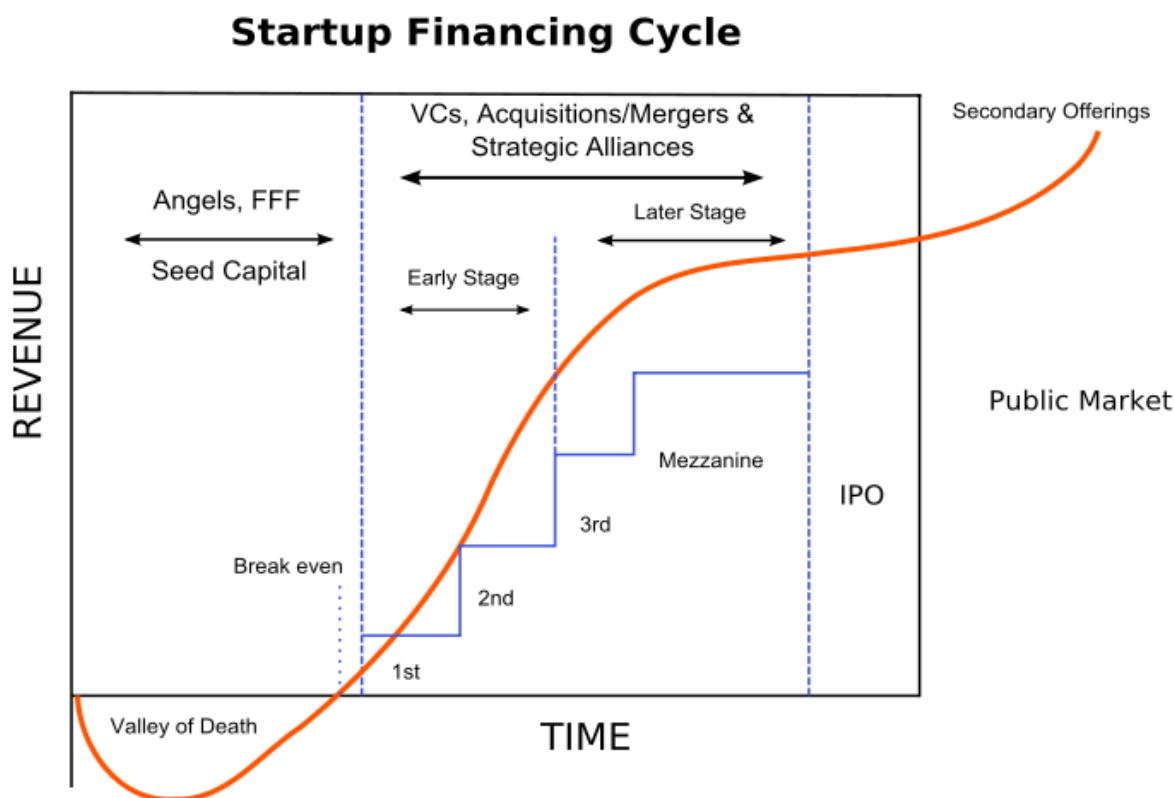 Startup Financing Cycle
VCs, Acquisitions/Mergers &
Strategic Alliances
Secondary Offerings
Angels, FFF
Seed Capital
Later Stage
Early Stage
REVENUE
Public Market
Mezzanine
IPO
3rd
Break even
2nd
1st
Valley of Death
TIME